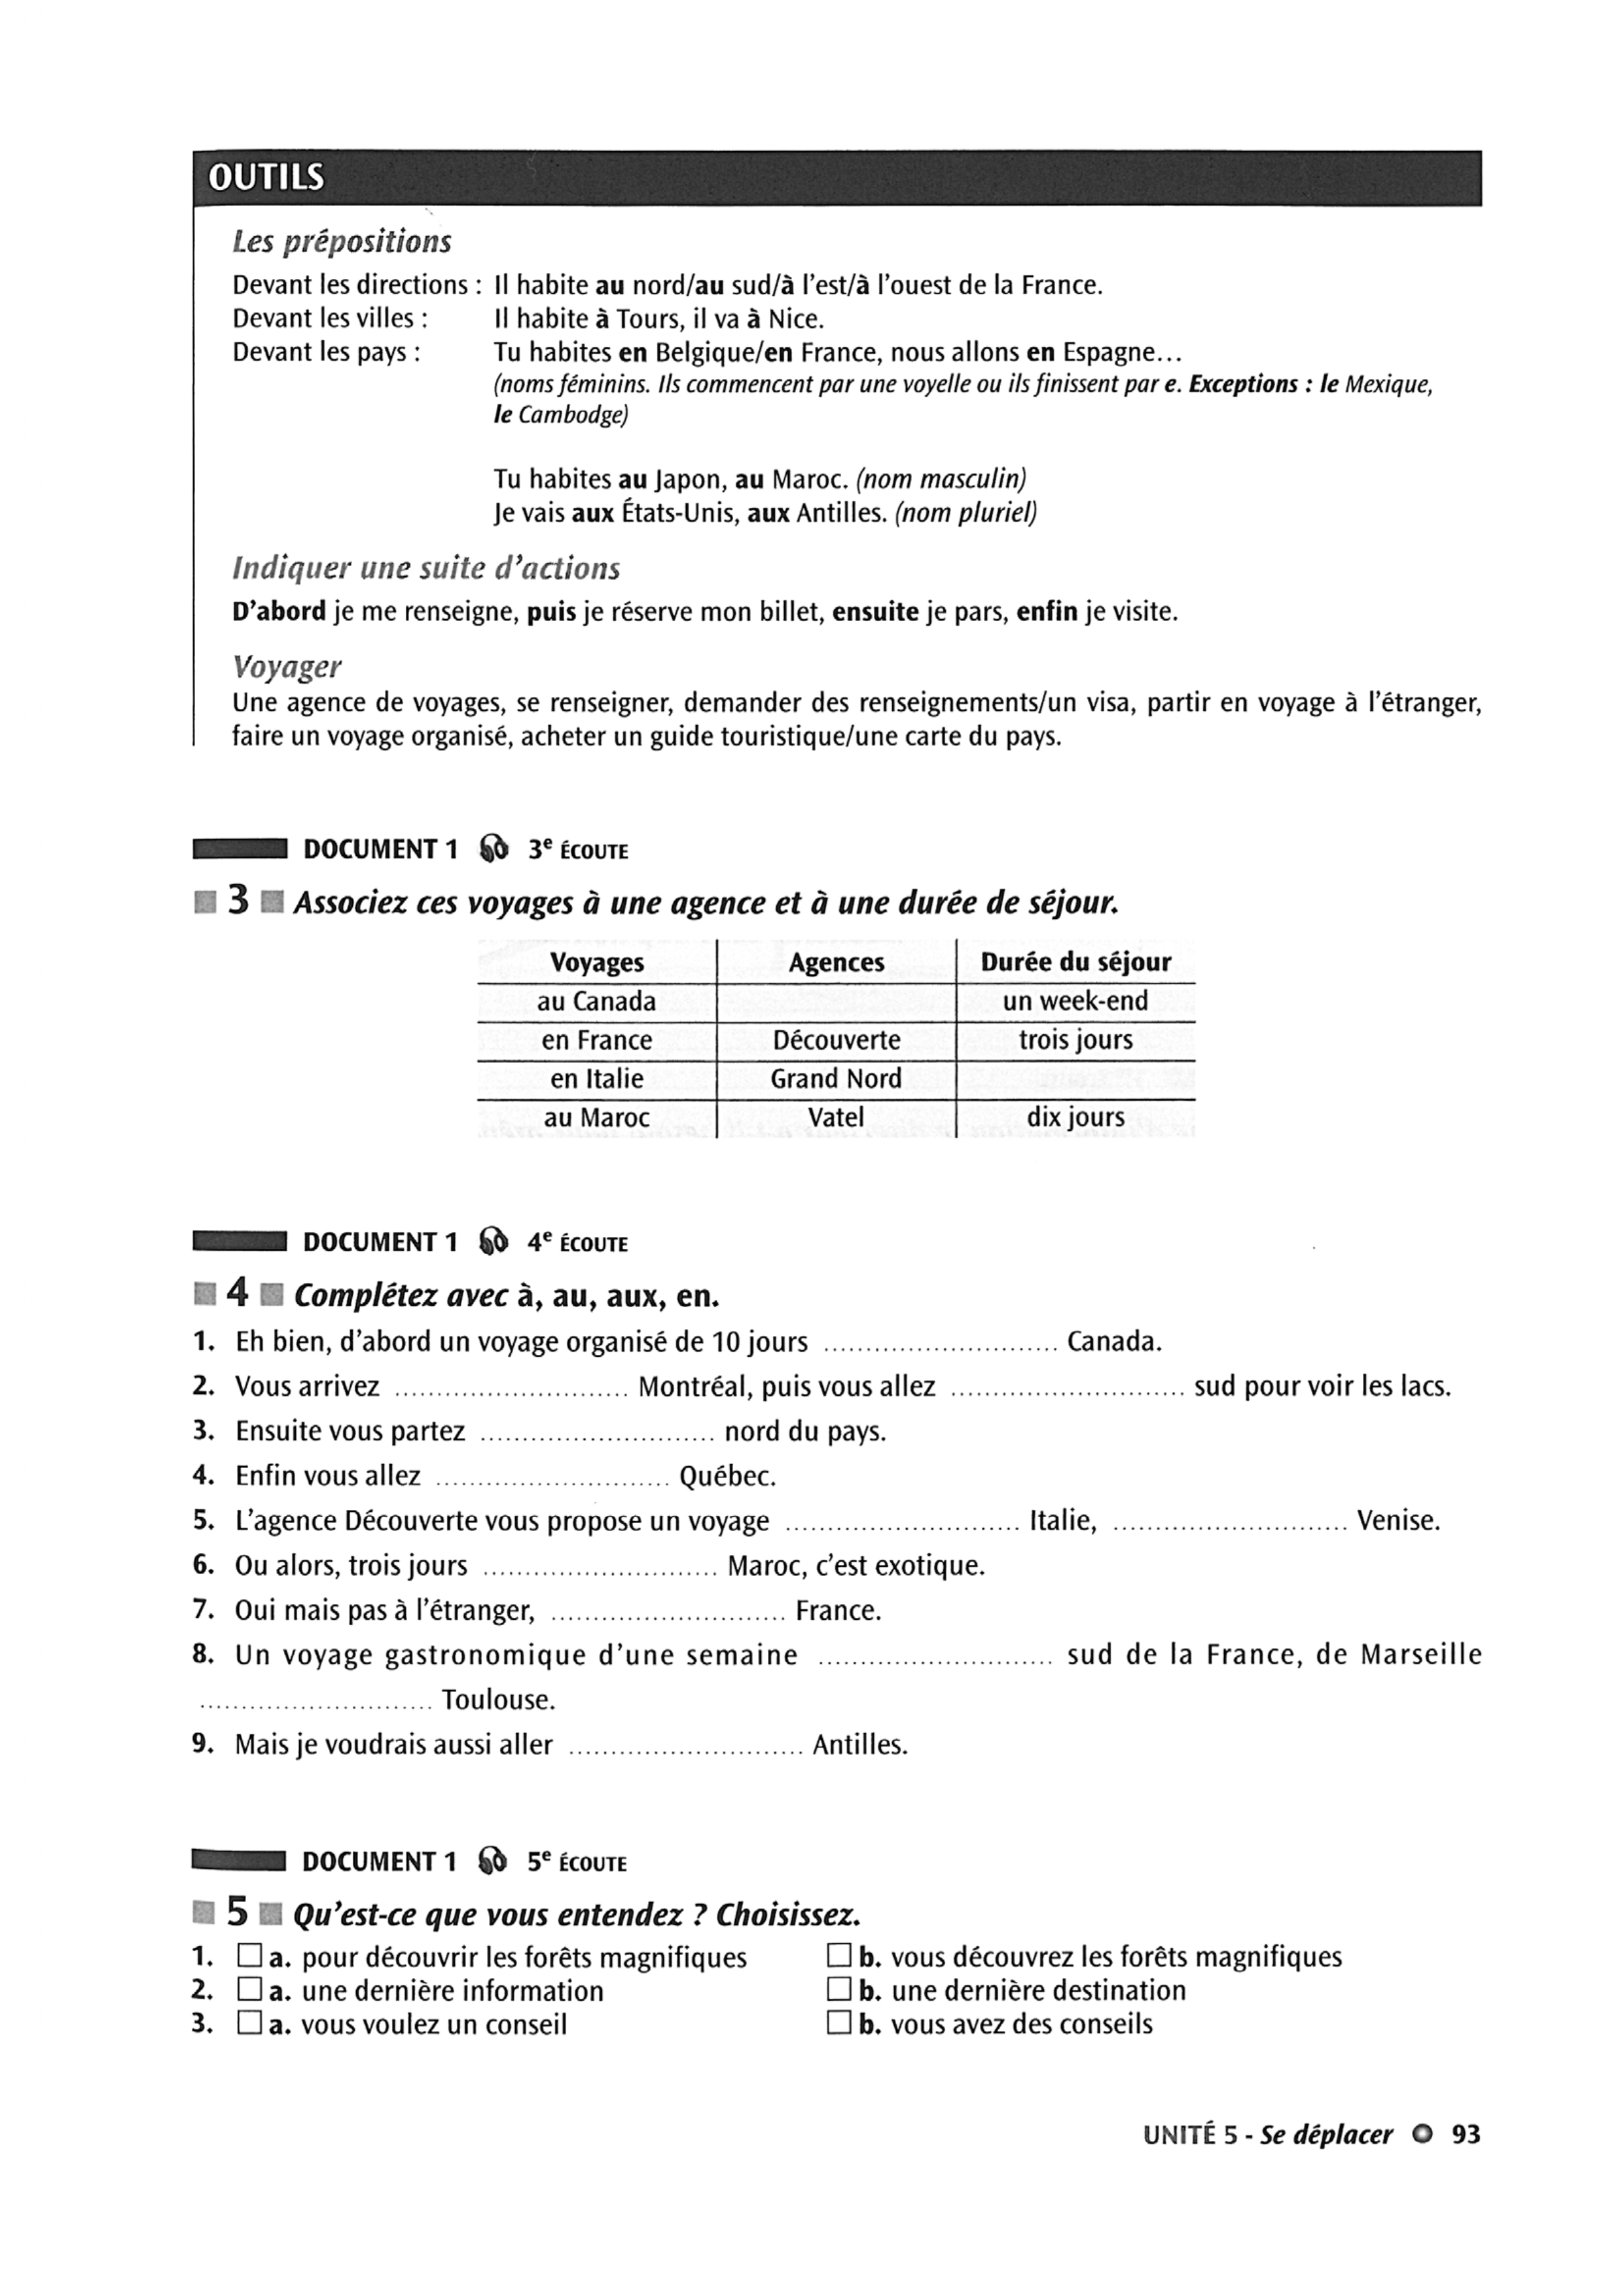 OUTILS
Les prépositions
Devant les directions : Il habite au nord/au sud/à l'est/à l'ouest de la France.
Devant les villes : Il habite à Tours, il va à Nice.
Devant les pays : Tu habites en Belgique/en France, nous allons en Espagne...
(noms féminins. Ils commencent par une voyelle ou ils finissent par e. Exceptions : le Mexique,
le Cambodge)
Tu habites au Japon, au Maroc. (nom masculin)
Je vais aux États-Unis, aux Antilles. (nom pluriel)
Indiquer une suite d'actions
D'abord je me renseigne, puis je réserve mon billet, ensuite je pars, enfin je visite.
Voyager
Une agence de voyages, se renseigner, demander des renseignements/un visa, partir en voyage à l'étranger,
faire un voyage organisé, acheter un guide touristique/une carte du pays.
DOCUMENT 1 3e ÉCOUTE
3 Associez ces voyages à une agence et à une durée de séjour.
Voyages Agences Durée du séjour
au Canada un week-end
en France Découverte trois jours
en Italie Grand Nord
au Maroc Vatel dix jours
DOCUMENT 1 4e ÉCOUTE
4 Complétez avec à, au, aux, en.
1. Eh bien, d'abord un voyage organisé de 10 jours ............................ Canada.
2. Vous arrivez ............................ Montréal, puis vous allez ............................ sud pour voir les lacs.
3. Ensuite vous partez ............................ nord du pays.
4. Enfin vous allez ............................ Québec.
5. L'agence Découverte vous propose un voyage ............................ Italie, ............................ Venise.
6. Ou alors, trois jours ............................ Maroc, c'est exotique.
7. Oui mais pas à l'étranger, ............................ France.
8. Un voyage gastronomique d'une semaine ............................ sud de la France, de Marseille
............................ Toulouse.
9. Mais je voudrais aussi aller ............................ Antilles.
DOCUMENT 1 5e ÉCOUTE
5 Qu'est-ce que vous entendez ? Choisissez.
1. a. pour découvrir les forêts magnifiques b. vous découvrez les forêts magnifiques
2. a. une dernière information b. une dernière destination
3. a. vous voulez un conseil b. vous avez des conseils
UNITÉ 5 - Se déplacer 93